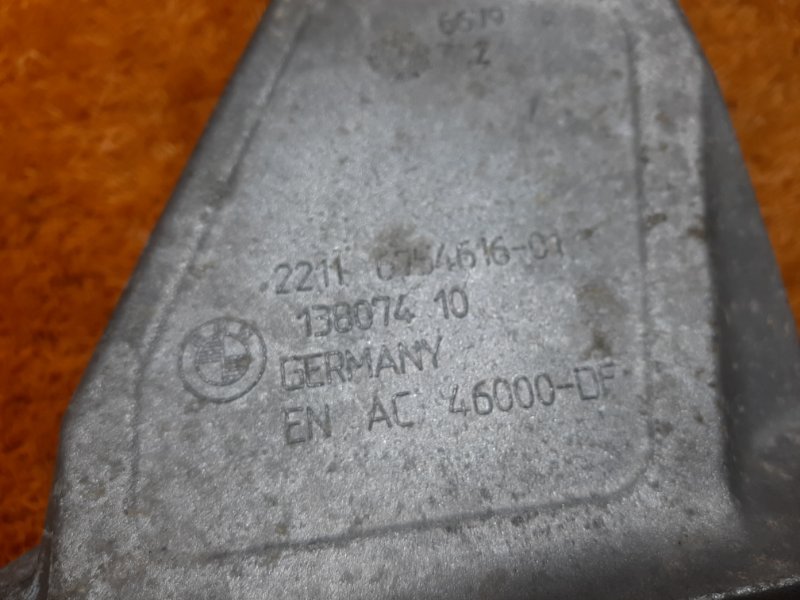 2211 6754616-01
138074 10
GERMANY
EN AC 46000-DF